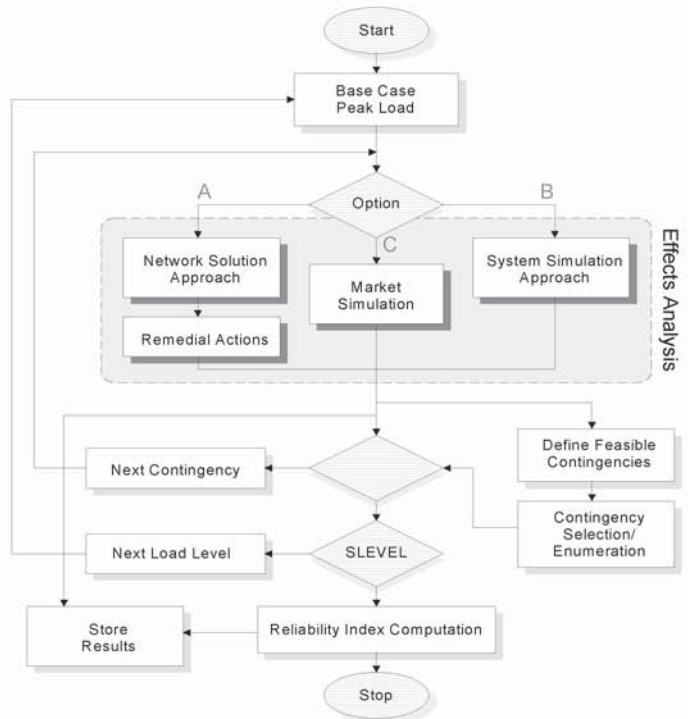 Start
Base Case
Peak Load
A
B
Option
C
Effects Analysis
Network Solution
Approach
Market
Simulation
System Simulation
Approach
Remedial Actions
Define Feasible
Contingencies
Next Contingency
Contingency
Selection/
Enumeration
Next Load Level
SLEVEL
Store
Results
Reliability Index Computation
Stop